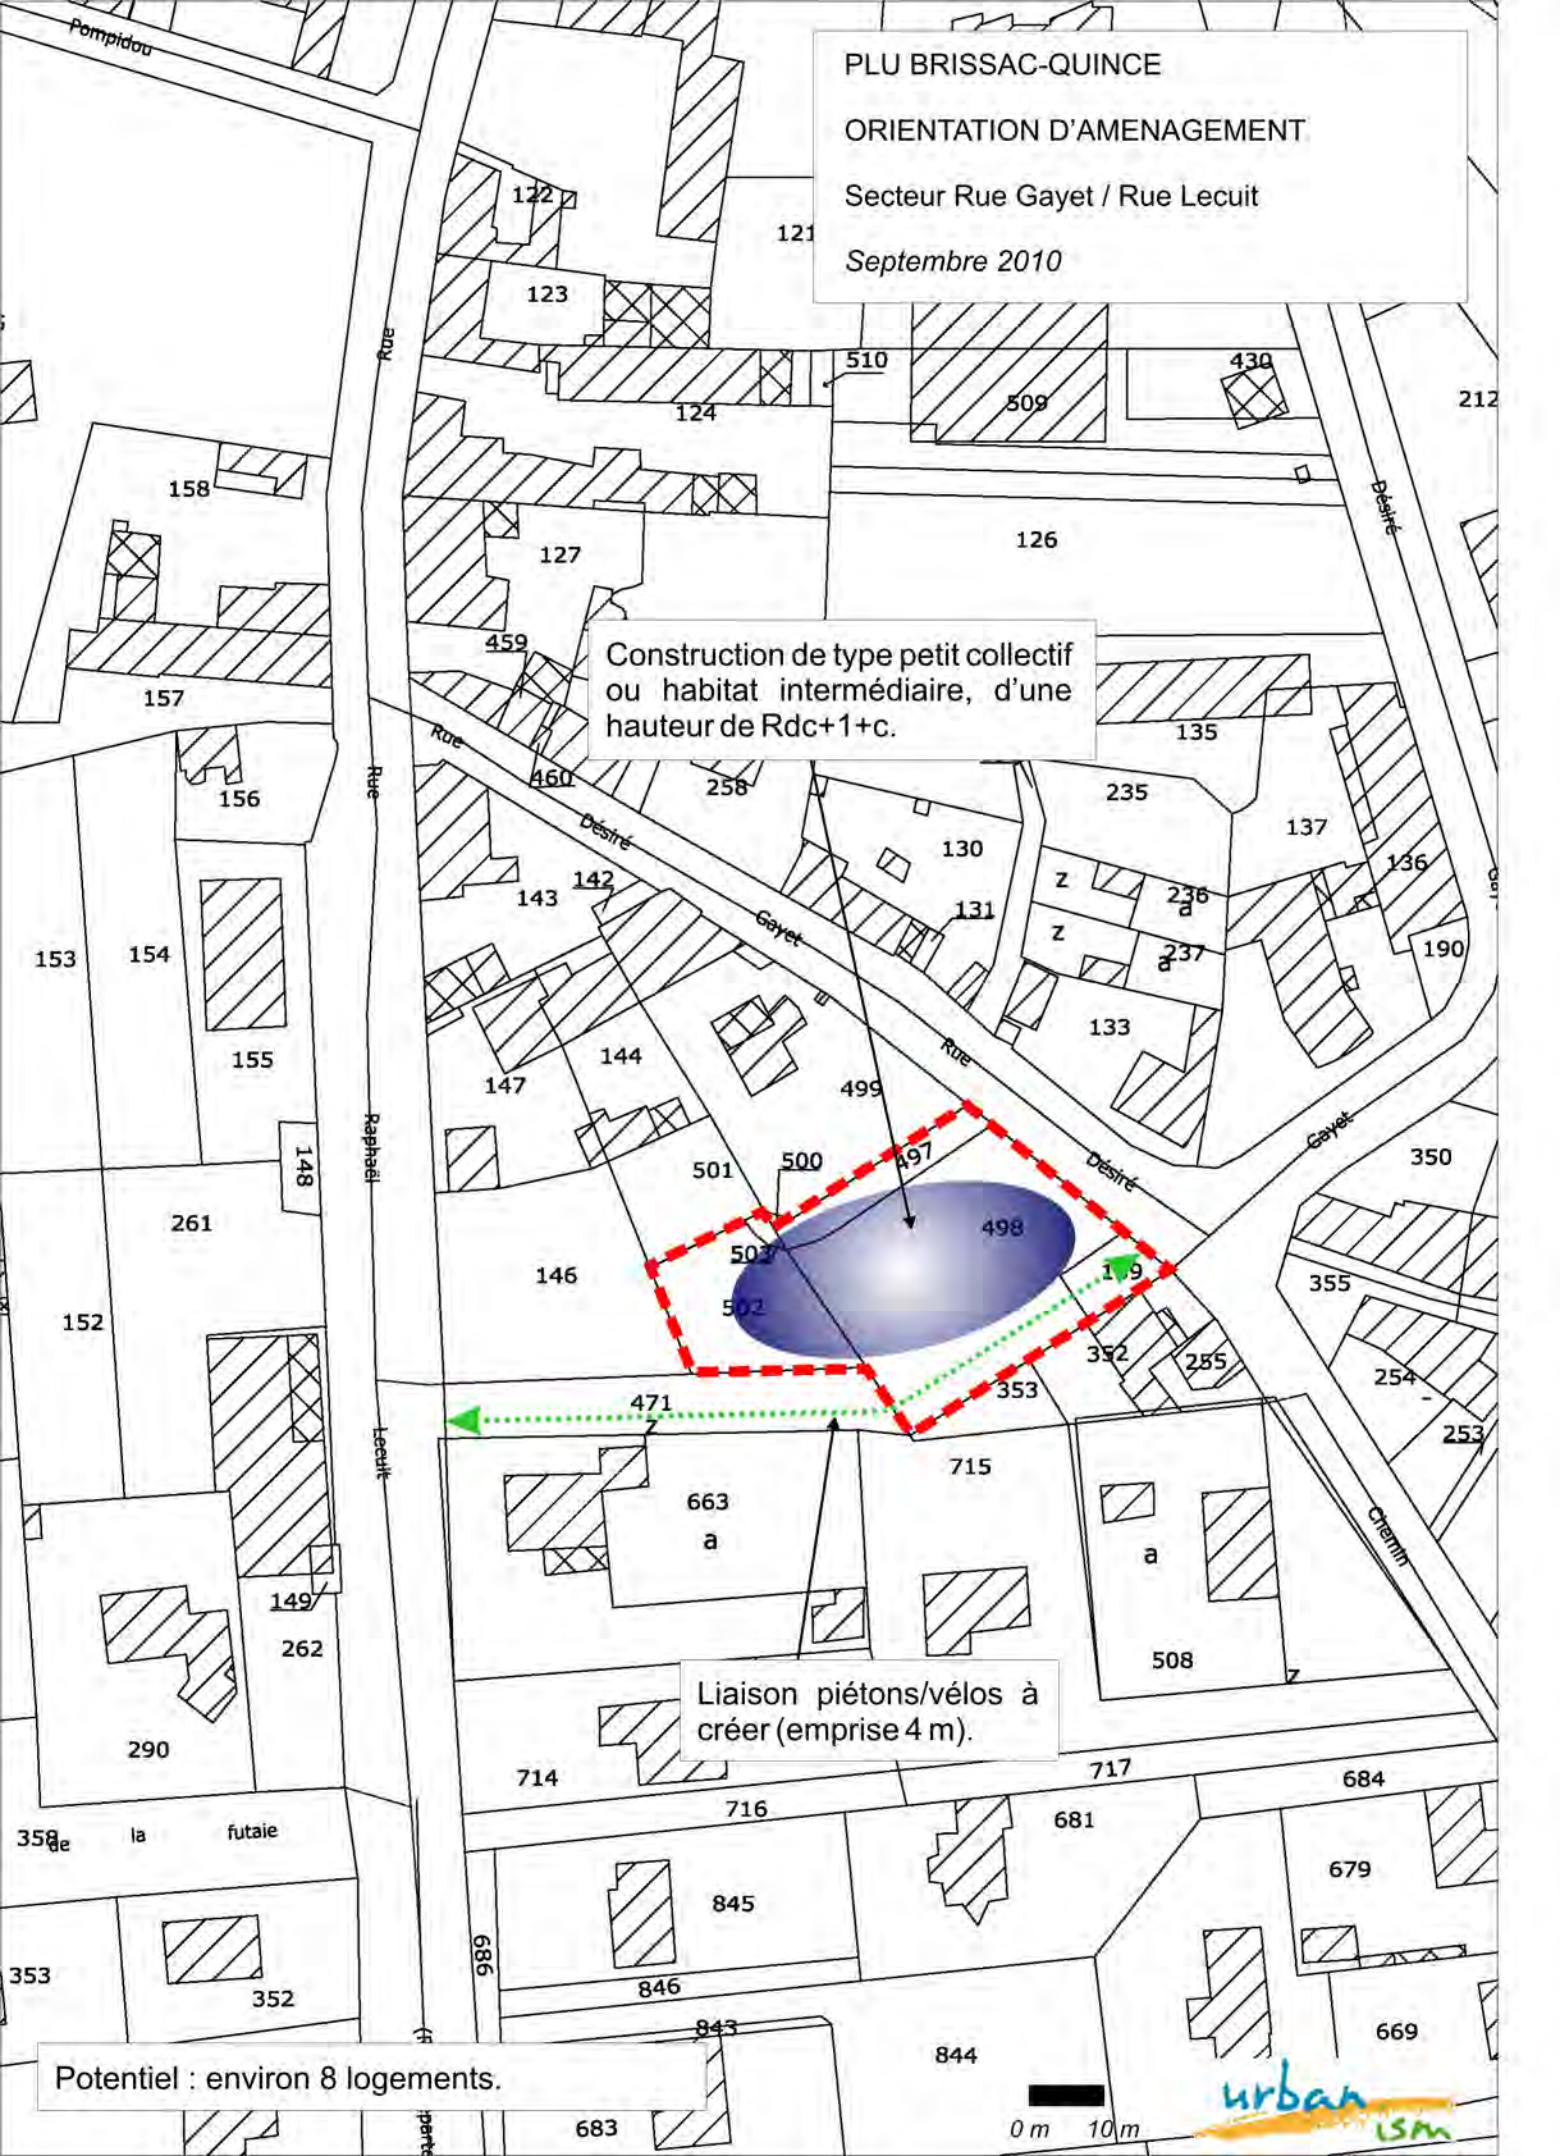 Pompidou
PLU BRISSAC-QUINCE
ORIENTATION D'AMENAGEMENT
Secteur Rue Gayet / Rue Lecuit
Septembre 2010
122
121
123
Rue
510
430
124
509
212
158
Désiré
127
126
459
Construction de type petit collectif
ou habitat intermédiaire, d'une
hauteur de Rdc+1+c.
157
135
Rue
460
258
Rue
156
235
Désiré
137
130
136
142
143
z
236
a
131
Gayet
z
237
a
190
153
154
133
Rue
144
155
147
499
Raphaël
Gayet
148
497
350
501
500
Désiré
261
498
503
146
355
502
152
352
255
254
353
471
z
253
Lecuit
715
663
a
a
Chemin
149
262
508
z
Liaison piétons/vélos à
créer (emprise 4 m).
290
714
717
684
716
681
358
de la futaie
679
845
686
353
846
352
843
669
844
Potentiel : environ 8 logements.
683
0 m 10 m
urban
ism